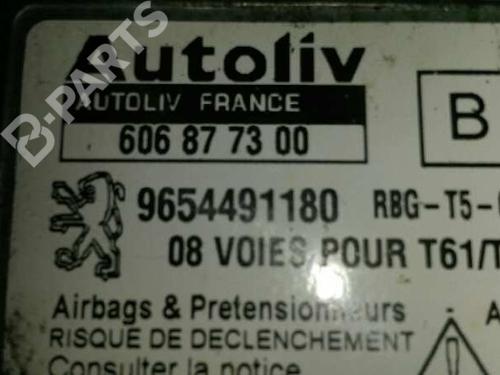 B-PARTS
Autoliv
AUTOLIV FRANCE
B
606 87 73 00
9654491180 RBG-T5-
08 VOIES POUR T61/T
Airbags & Pretensionneurs A
RISQUE DE DECLENCHEMENT
Consulter la notice